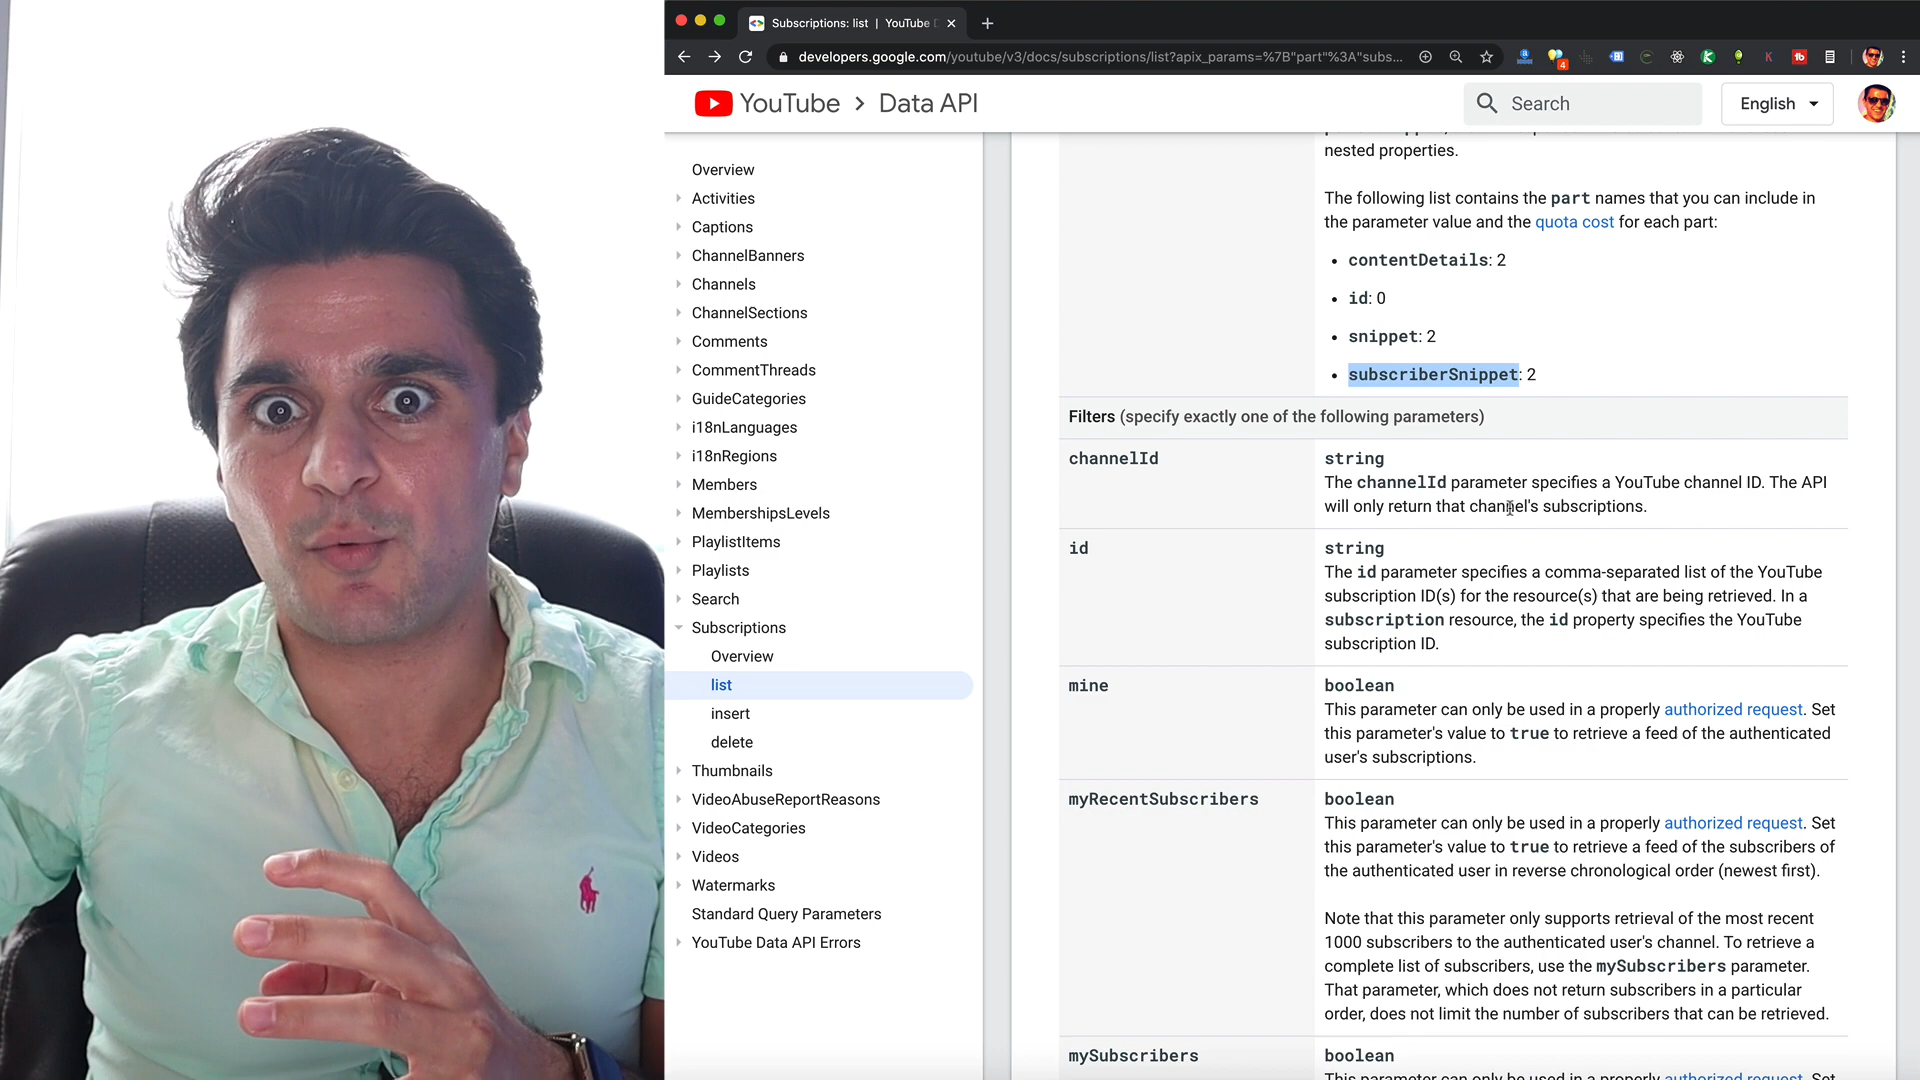 Subscriptions: list | YouTube D
developers.google.com/youtube/v3/docs/subscriptions/list?apix_params=%7B"part"%3A"subs...
4
YouTube > Data API
Search
English
Overview
Activities
Captions
ChannelBanners
Channels
ChannelSections
Comments
CommentThreads
GuideCategories
i18nLanguages
i18nRegions
Members
MembershipsLevels
PlaylistItems
Playlists
Search
Subscriptions
Overview
list
insert
delete
Thumbnails
VideoAbuseReportReasons
VideoCategories
Videos
Watermarks
Standard Query Parameters
YouTube Data API Errors
nested properties.
The following list contains the part names that you can include in
the parameter value and the quota cost for each part:
contentDetails: 2
id: 0
snippet: 2
subscriberSnippet: 2
Filters (specify exactly one of the following parameters)
channelId
string
The channelId parameter specifies a YouTube channel ID. The API
will only return that channel's subscriptions.
id
string
The id parameter specifies a comma-separated list of the YouTube
subscription ID(s) for the resource(s) that are being retrieved. In a
subscription resource, the id property specifies the YouTube
subscription ID.
mine
boolean
This parameter can only be used in a properly authorized request. Set
this parameter's value to true to retrieve a feed of the authenticated
user's subscriptions.
myRecentSubscribers
boolean
This parameter can only be used in a properly authorized request. Set
this parameter's value to true to retrieve a feed of the subscribers of
the authenticated user in reverse chronological order (newest first).
Note that this parameter only supports retrieval of the most recent
1000 subscribers to the authenticated user's channel. To retrieve a
complete list of subscribers, use the mySubscribers parameter.
That parameter, which does not return subscribers in a particular
order, does not limit the number of subscribers that can be retrieved.
mySubscribers
boolean
This parameter can only be used in a properly authorized request. Set